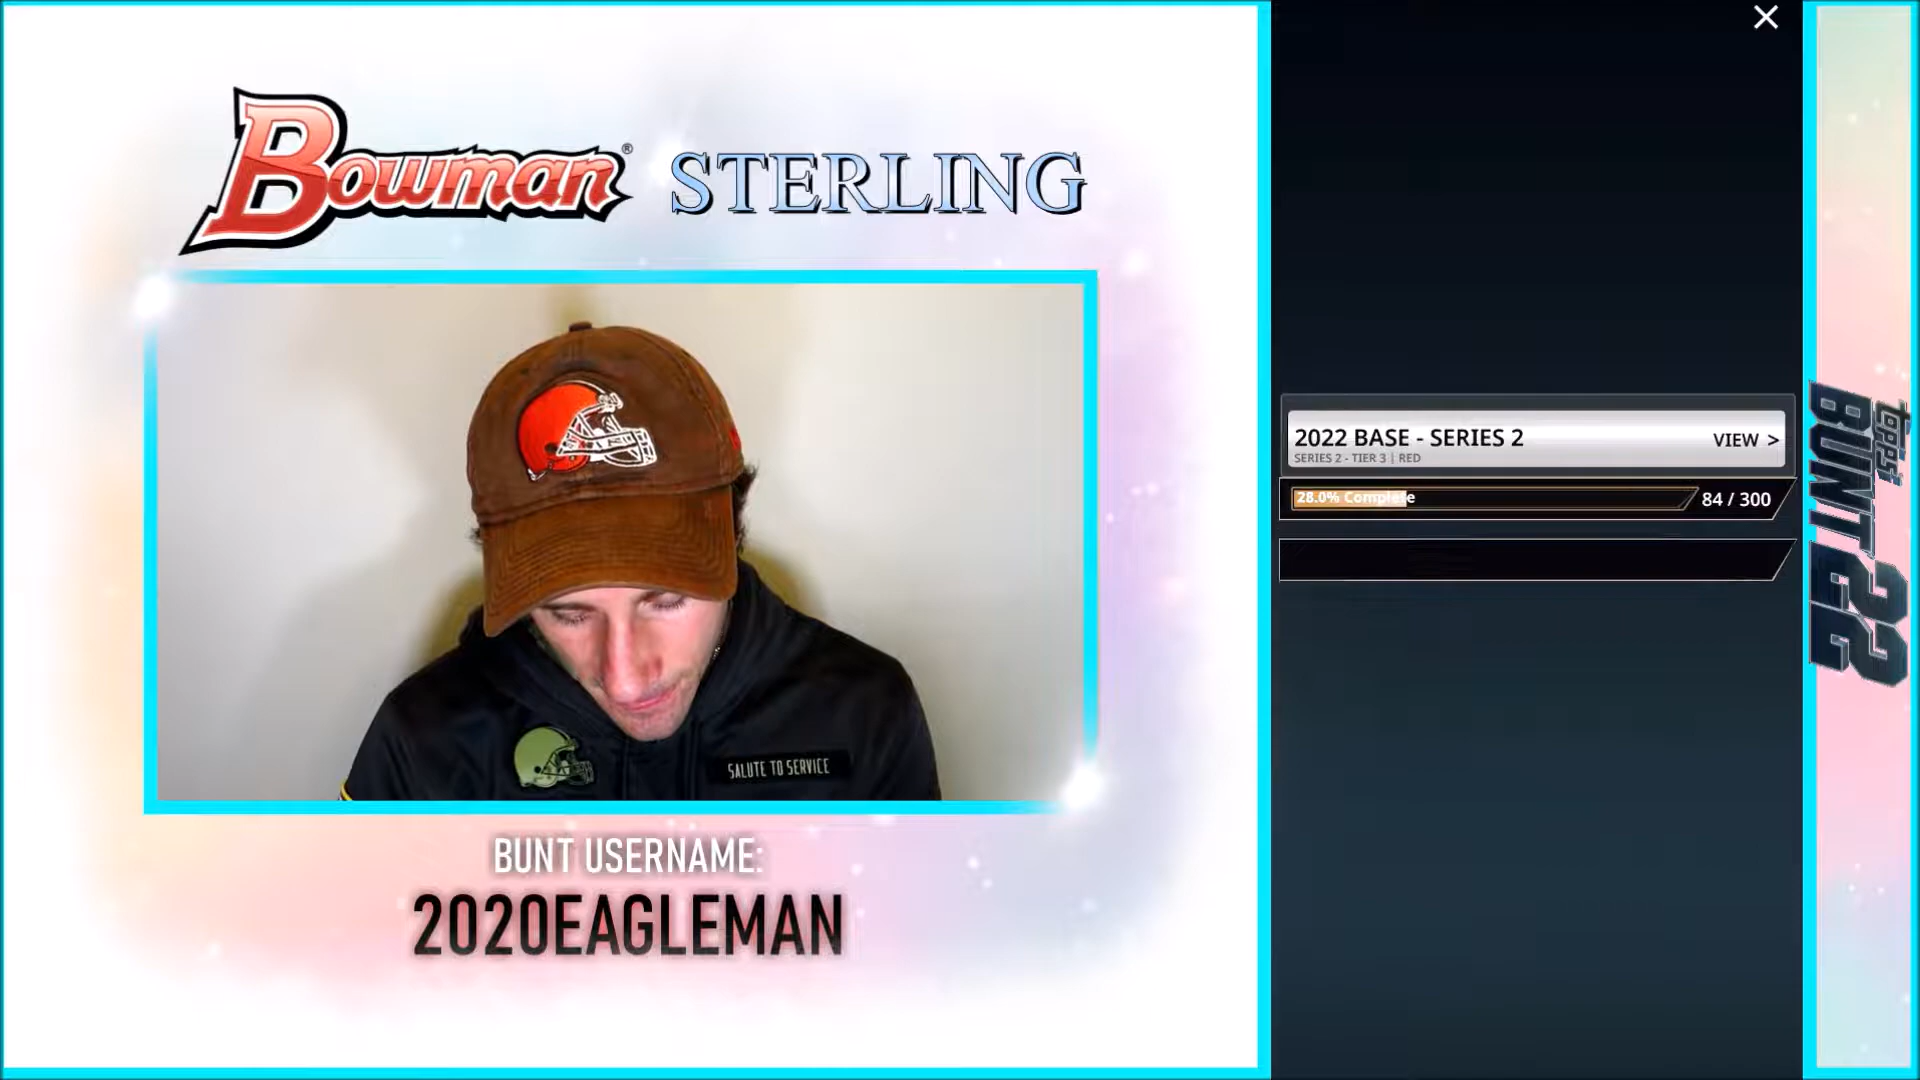 Bowman® STERLING
SALUTE TO SERVICE
BUNT USERNAME:
2020EAGLEMAN
2022 BASE - SERIES 2
VIEW >
SERIES 2 - TIER 3 | RED
28.0% Complete
84 / 300
topps
BUNT 22